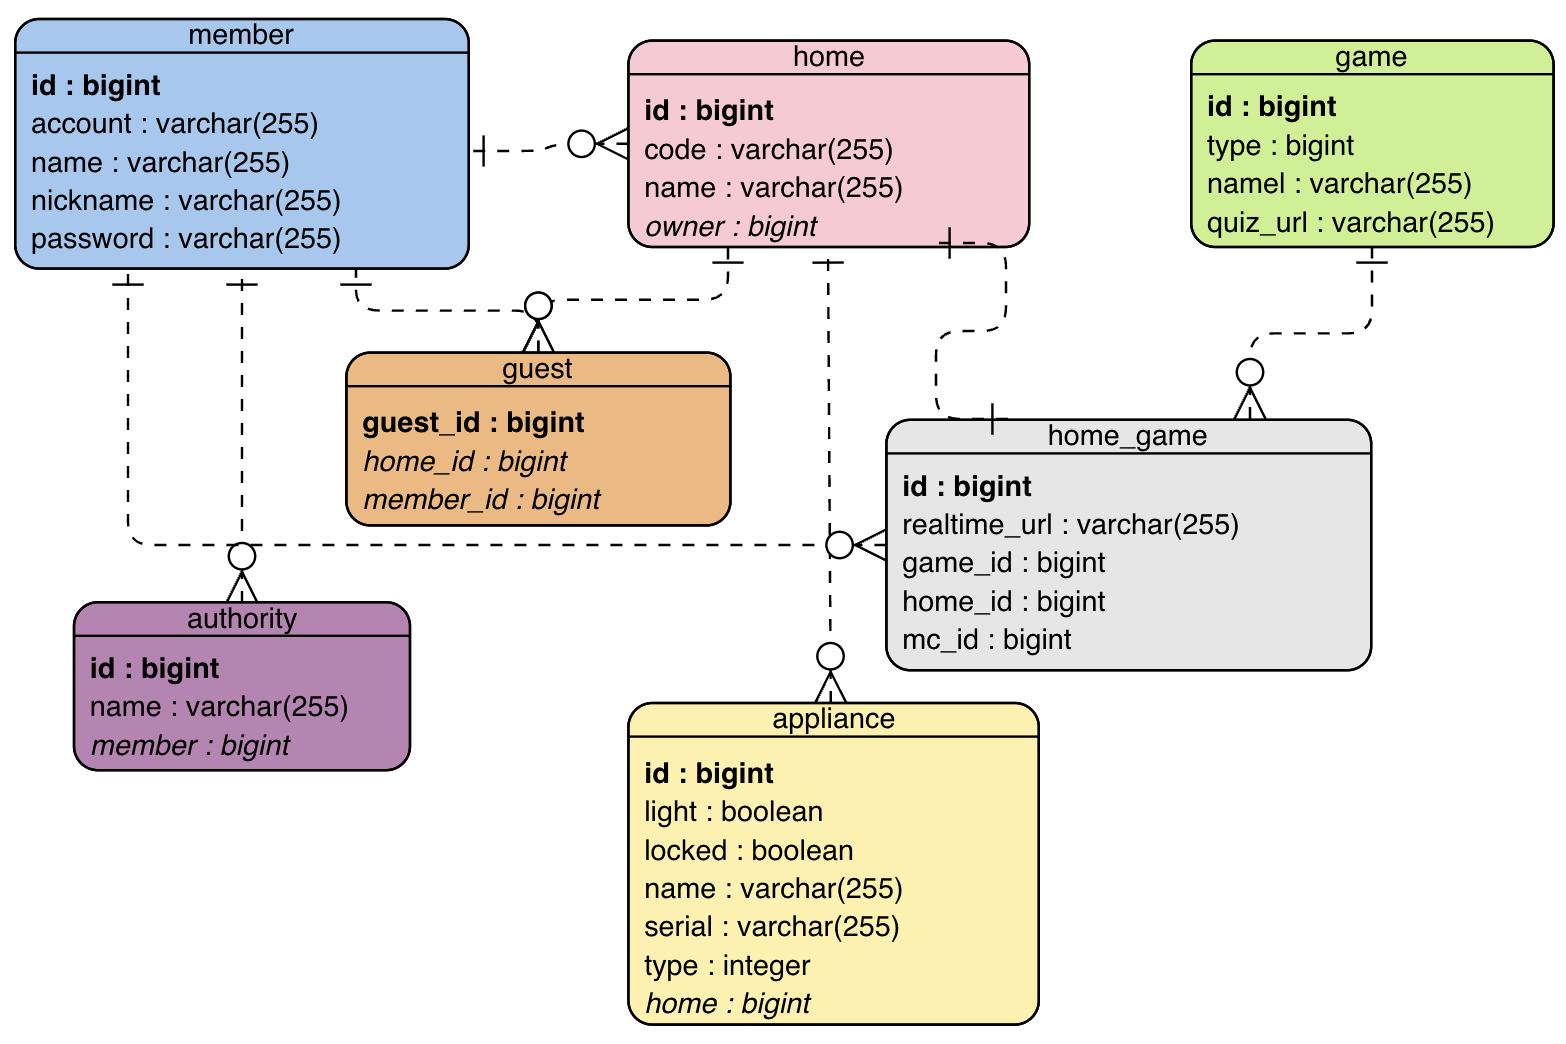 member
id : bigint
account : varchar(255)
name : varchar(255)
nickname : varchar(255)
password : varchar(255)
home
id : bigint
code : varchar(255)
name : varchar(255)
owner : bigint
game
id : bigint
type : bigint
namel : varchar(255)
quiz_url : varchar(255)
guest
guest_id : bigint
home_id : bigint
member_id : bigint
home_game
id : bigint
realtime_url : varchar(255)
game_id : bigint
home_id : bigint
mc_id : bigint
authority
id : bigint
name : varchar(255)
member : bigint
appliance
id : bigint
light : boolean
locked : boolean
name : varchar(255)
serial : varchar(255)
type : integer
home : bigint